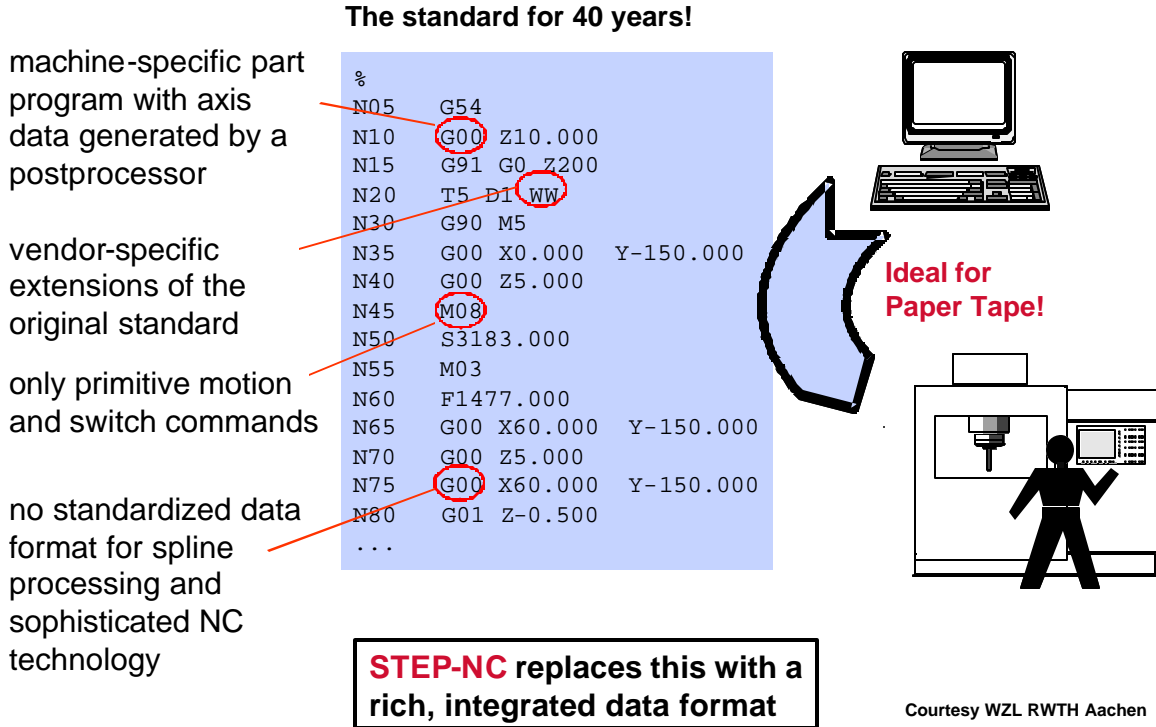 The standard for 40 years!
machine-specific part
program with axis
data generated by a
postprocessor
vendor-specific
extensions of the
original standard
only primitive motion
and switch commands
no standardized data
format for spline
processing and
sophisticated NC
technology
%
N05 G54
N10 G00 Z10.000
N15 G91 G0 Z200
N20 T5 D1 WW
N30 G90 M5
N35 G00 X0.000 Y-150.000
N40 G00 Z5.000
N45 M08
N50 S3183.000
N55 M03
N60 F1477.000
N65 G00 X60.000 Y-150.000
N70 G00 Z5.000
N75 G00 X60.000 Y-150.000
N80 G01 Z-0.500
...
Ideal for
Paper Tape!
STEP-NC replaces this with a
rich, integrated data format
Courtesy WZL RWTH Aachen